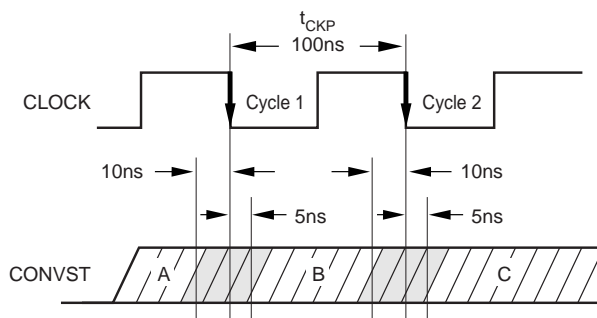 t_CKP
100ns
CLOCK
Cycle 1
Cycle 2
10ns
10ns
5ns
5ns
CONVST
A
B
C